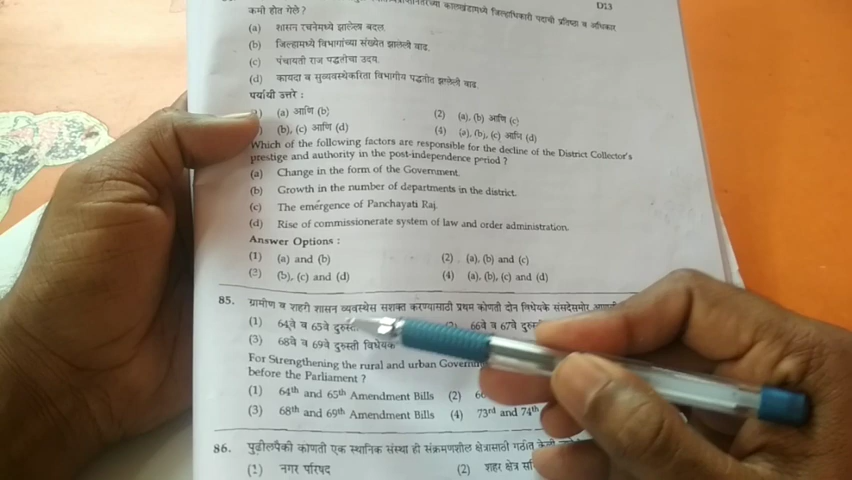 कालखंडामध्ये जिल्हाधिकारी पदाची प्रतिष्ठा व अधिकार
D13
कमी होत गेले ?
(a) शासन रचनेमध्ये झालेला बदल.
(b) जिल्ह्यामध्ये विभागांच्या संख्येत झालेली वाढ.
(c) पंचायती राज पद्धतीचा उदय.
(d) कायदा व सुव्यवस्थेकरिता विभागीय पद्धतीत झालेली वाढ.
पर्यायी उत्तरे :
(a) आणि (b) (2) (a), (b) आणि (c)
(b), (c) आणि (d) (4) (a), (b), (c) आणि (d)
Which of the following factors are responsible for the decline of the District Collector's
prestige and authority in the post-independence period ?
(a) Change in the form of the Government.
(b) Growth in the number of departments in the district.
(c) The emergence of Panchayati Raj.
(d) Rise of commissionerate system of law and order administration.
Answer Options :
(1) (a) and (b) (2) (a), (b) and (c)
(3) (b), (c) and (d) (4) (a), (b), (c) and (d)
85. ग्रामीण व शहरी शासन व्यवस्थेस सशक्त करण्यासाठी प्रथम कोणती दोन विधेयके संसदेसमोर
(1) 64वे व 65वे 66वे व 67वे
(3) 68वे व 69वे दुरुस्ती विधेयक
For Strengthening the rural and urban
before the Parliament ?
(1) 64th and 65th Amendment Bills (2)
(3) 68th and 69th Amendment Bills (4) 73rd and 74th
86. पुढीलपैकी कोणती एक स्थानिक संस्था ही संक्रमणशील क्षेत्रासाठी गठीत
(1) नगर परिषद (2) शहर क्षेत्र